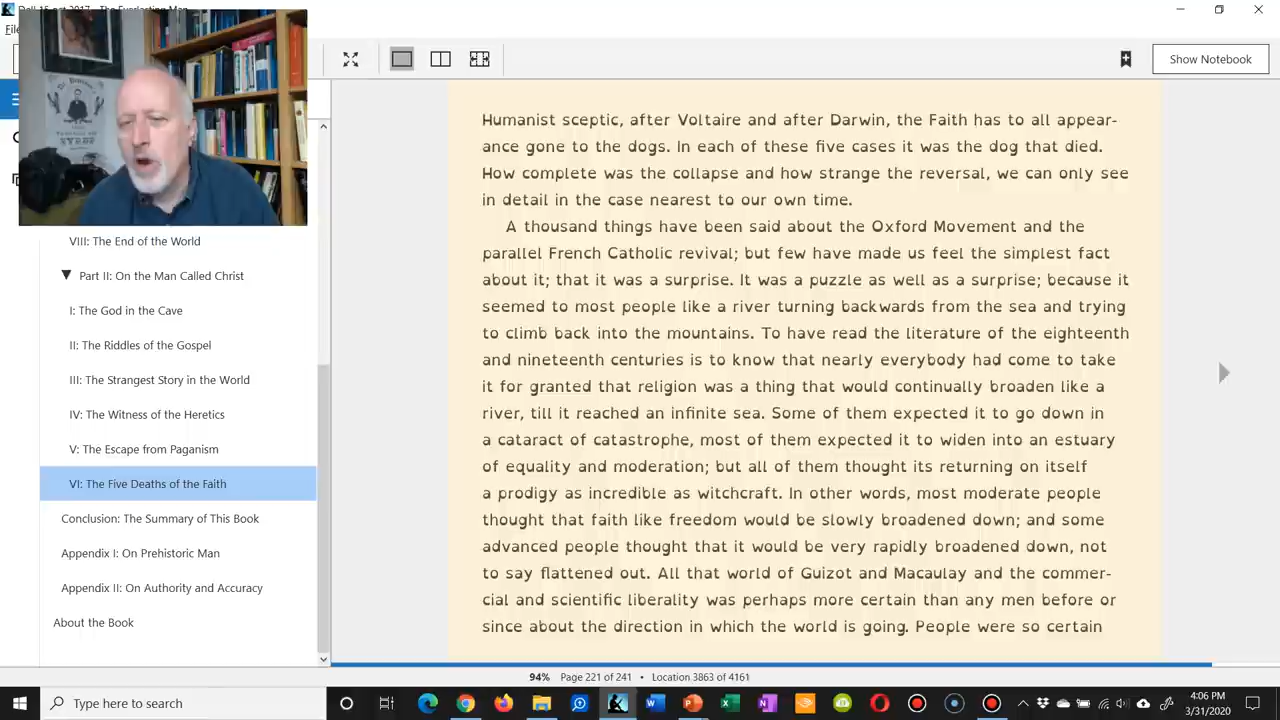 Dell 15 oct 2017 - The Everlasting Man
File
Show Notebook
VIII: The End of the World
Part II: On the Man Called Christ
I: The God in the Cave
II: The Riddles of the Gospel
III: The Strangest Story in the World
IV: The Witness of the Heretics
V: The Escape from Paganism
VI: The Five Deaths of the Faith
Conclusion: The Summary of This Book
Appendix I: On Prehistoric Man
Appendix II: On Authority and Accuracy
About the Book
Humanist sceptic, after Voltaire and after Darwin, the Faith has to all appear-
ance gone to the dogs. In each of these five cases it was the dog that died.
How complete was the collapse and how strange the reversal, we can only see
in detail in the case nearest to our own time.
A thousand things have been said about the Oxford Movement and the
parallel French Catholic revival; but few have made us feel the simplest fact
about it; that it was a surprise. It was a puzzle as well as a surprise; because it
seemed to most people like a river turning backwards from the sea and trying
to climb back into the mountains. To have read the literature of the eighteenth
and nineteenth centuries is to know that nearly everybody had come to take
it for granted that religion was a thing that would continually broaden like a
river, till it reached an infinite sea. Some of them expected it to go down in
a cataract of catastrophe, most of them expected it to widen into an estuary
of equality and moderation; but all of them thought its returning on itself
a prodigy as incredible as witchcraft. In other words, most moderate people
thought that faith like freedom would be slowly broadened down; and some
advanced people thought that it would be very rapidly broadened down, not
to say flattened out. All that world of Guizot and Macaulay and the commer-
cial and scientific liberality was perhaps more certain than any men before or
since about the direction in which the world is going. People were so certain
94% Page 221 of 241 • Location 3863 of 4161
Type here to search
4:06 PM
3/31/2020